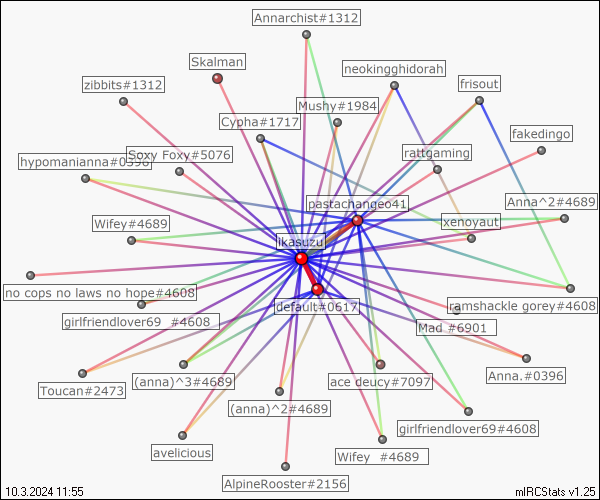 Annarchist#1312
Skalman
neokingghidorah
zibbits#1312
frisout
Mushy#1984
Cypha#1717
fakedingo
Soxy Foxy#5076
rattgaming
hypomanianna#0396
pastachangeo41
Anna^2#4689
Wifey#4689
xenoyaut
ikasuzu
no cops no laws no hope#4608
default#0617
ramshackle gorey#4608
girlfriendlover69 #4608
Mad #6901
Toucan#2473
(anna)^3#4689
ace deucy#7097
Anna.#0396
(anna)^2#4689
girlfriendlover69#4608
avelicious
Wifey #4689
AlpineRooster#2156
10.3.2024 11:55
mIRCStats v1.25